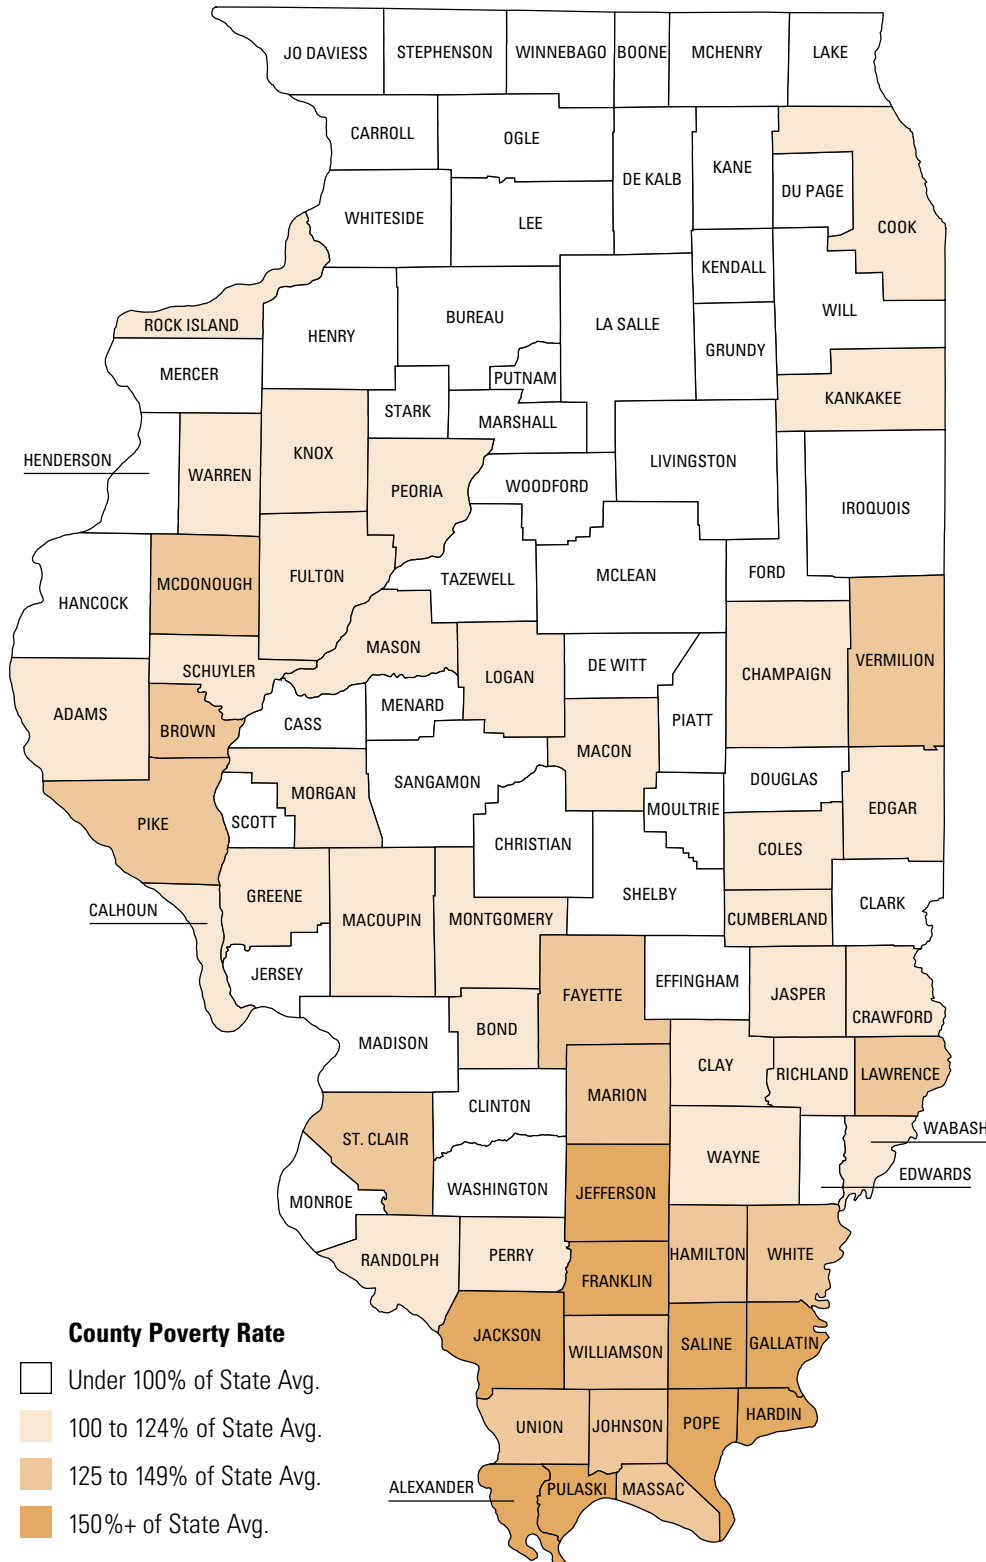 JO DAVIESS
STEPHENSON
WINNEBAGO
BOONE
MCHENRY
LAKE
CARROLL
OGLE
DE KALB
KANE
DU PAGE
COOK
WHITESIDE
LEE
KENDALL
WILL
ROCK ISLAND
HENRY
BUREAU
LA SALLE
GRUNDY
MERCER
PUTNAM
KANKAKEE
STARK
MARSHALL
HENDERSON
WARREN
KNOX
PEORIA
WOODFORD
LIVINGSTON
IROQUOIS
HANCOCK
MCDONOUGH
FULTON
TAZEWELL
MCLEAN
FORD
SCHUYLER
MASON
LOGAN
DE WITT
CHAMPAIGN
VERMILION
ADAMS
BROWN
CASS
MENARD
MACON
PIATT
PIKE
SCOTT
MORGAN
SANGAMON
CHRISTIAN
MOULTRIE
DOUGLAS
EDGAR
COLES
CALHOUN
GREENE
MACOUPIN
MONTGOMERY
SHELBY
CUMBERLAND
CLARK
JERSEY
FAYETTE
EFFINGHAM
JASPER
CRAWFORD
MADISON
BOND
CLAY
RICHLAND
LAWRENCE
ST. CLAIR
CLINTON
MARION
WABASH
MONROE
WASHINGTON
JEFFERSON
WAYNE
EDWARDS
RANDOLPH
PERRY
FRANKLIN
HAMILTON
WHITE
JACKSON
WILLIAMSON
SALINE
GALLATIN
UNION
JOHNSON
POPE
HARDIN
ALEXANDER
PULASKI
MASSAC
County Poverty Rate
Under 100% of State Avg.
100 to 124% of State Avg.
125 to 149% of State Avg.
150%+ of State Avg.